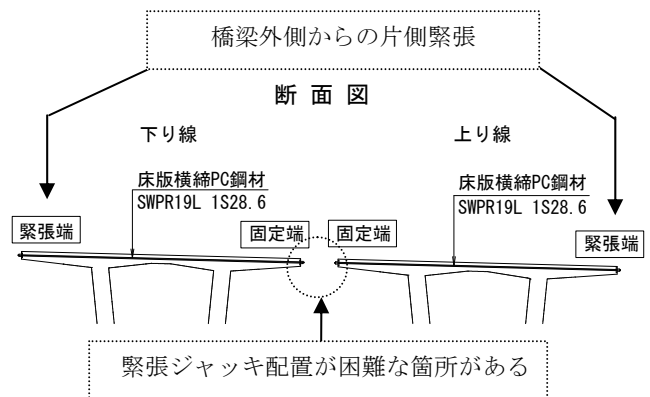 橋梁外側からの片側緊張
断面図
下り線
上り線
床版横締PC鋼材
SWPR19L 1S28.6
床版横締PC鋼材
SWPR19L 1S28.6
緊張端
固定端
固定端
緊張端
緊張ジャッキ配置が困難な箇所がある